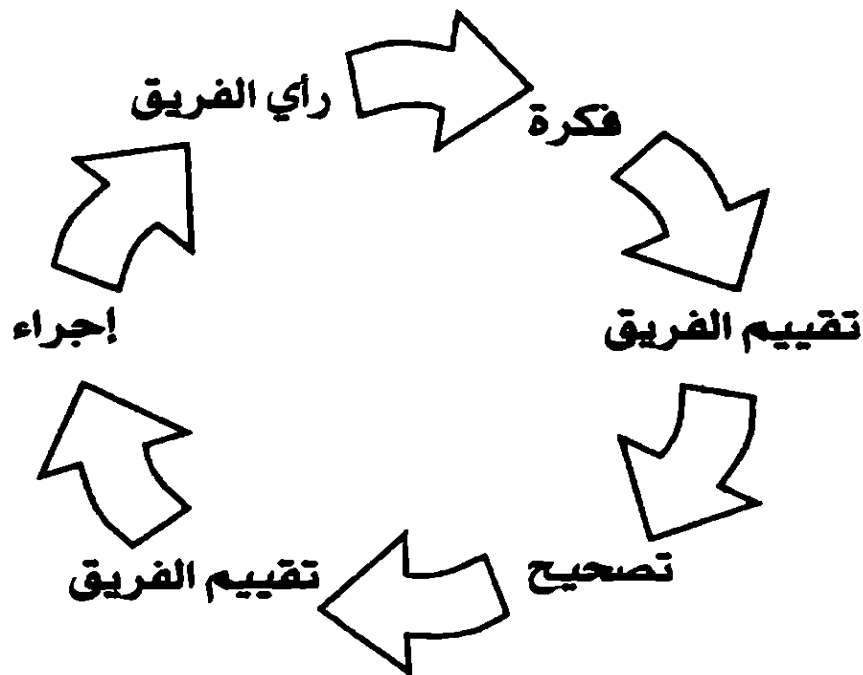 رأي الفريق
فكرة
تقييم الفريق
تصحيح
تقييم الفريق
إجراء